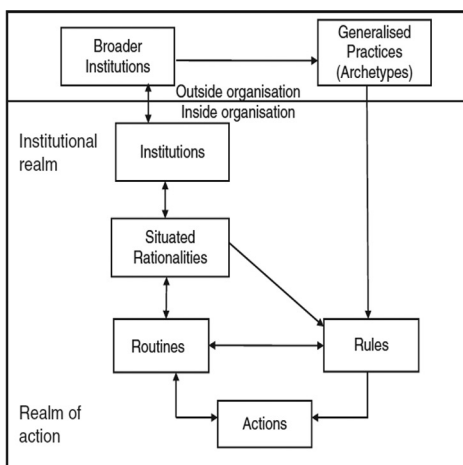 Broader
Institutions
Generalised
Practices
(Archetypes)
Outside organisation
Inside organisation
Institutional
realm
Institutions
Situated
Rationalities
Routines
Rules
Realm of
action
Actions